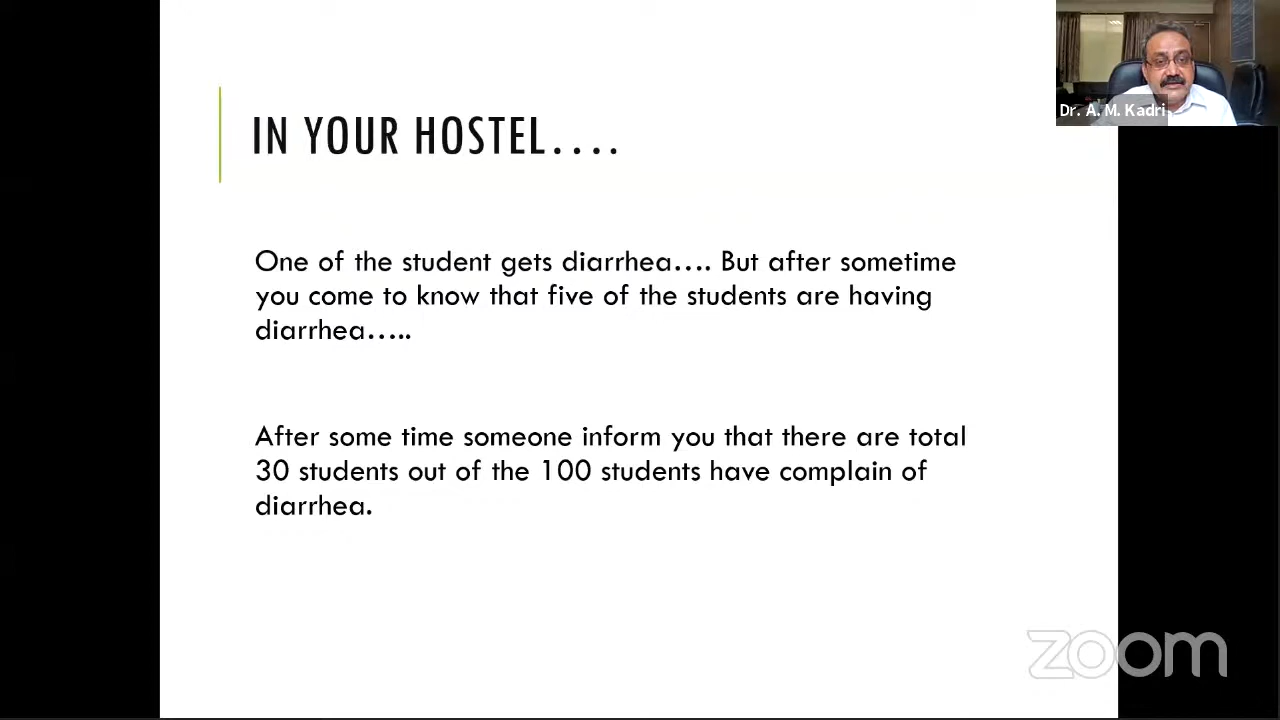 IN YOUR HOSTEL....
One of the student gets diarrhea.... But after sometime
you come to know that five of the students are having
diarrhea.....
After some time someone inform you that there are total
30 students out of the 100 students have complain of
diarrhea.
Dr. A. M. Kadri
zoom